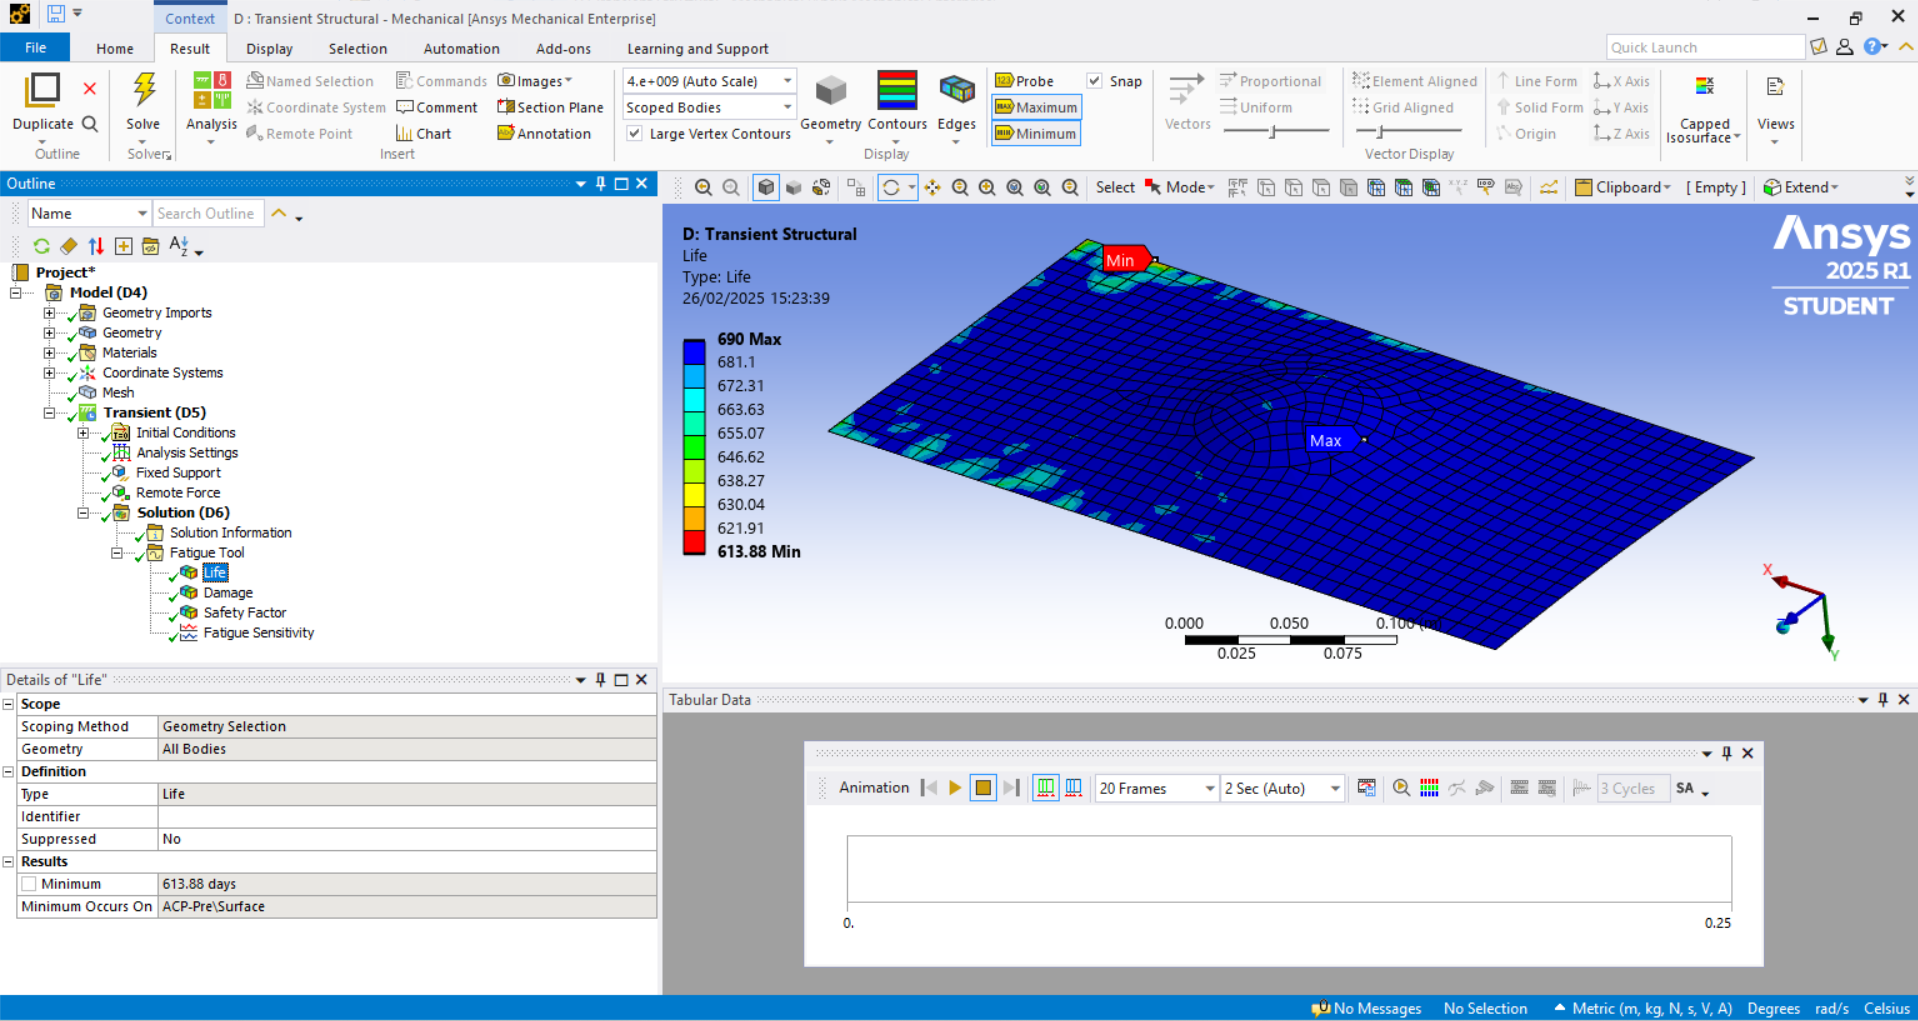 Context
D : Transient Structural - Mechanical [Ansys Mechanical Enterprise]
File
Home
Result
Display
Selection
Automation
Add-ons
Learning and Support
Quick Launch
Duplicate
Outline
Solve
Solver
Analysis
Named Selection
Coordinate System
Remote Point
Commands
Comment
Chart
Images
Section Plane
Annotation
Insert
4.e+009 (Auto Scale)
Scoped Bodies
Large Vertex Contours
Geometry
Contours
Edges
Display
Probe
Maximum
Minimum
Snap
Vectors
Proportional
Uniform
Element Aligned
Grid Aligned
Vector Display
Line Form
Solid Form
Origin
X Axis
Y Axis
Z Axis
Capped
Isosurface
Views
Outline
Name
Search Outline
Project*
Model (D4)
Geometry Imports
Geometry
Materials
Coordinate Systems
Mesh
Transient (D5)
Initial Conditions
Analysis Settings
Fixed Support
Remote Force
Solution (D6)
Solution Information
Fatigue Tool
Life
Damage
Safety Factor
Fatigue Sensitivity
Details of "Life"
Scope
Scoping Method Geometry Selection
Geometry All Bodies
Definition
Type Life
Identifier
Suppressed No
Results
Minimum 613.88 days
Minimum Occurs On ACP-Pre\Surface
Select
Mode
Clipboard
[ Empty ]
Extend
D: Transient Structural
Life
Type: Life
26/02/2025 15:23:39
690 Max
681.1
672.31
663.63
655.07
646.62
638.27
630.04
621.91
613.88 Min
Min
Max
Ansys
2025 R1
STUDENT
0.000 0.050 0.100 (m)
0.025 0.075
X
Y
Tabular Data
Animation
20 Frames
2 Sec (Auto)
3 Cycles
SA
0.
0.25
No Messages
No Selection
Metric (m, kg, N, s, V, A)
Degrees
rad/s
Celsius